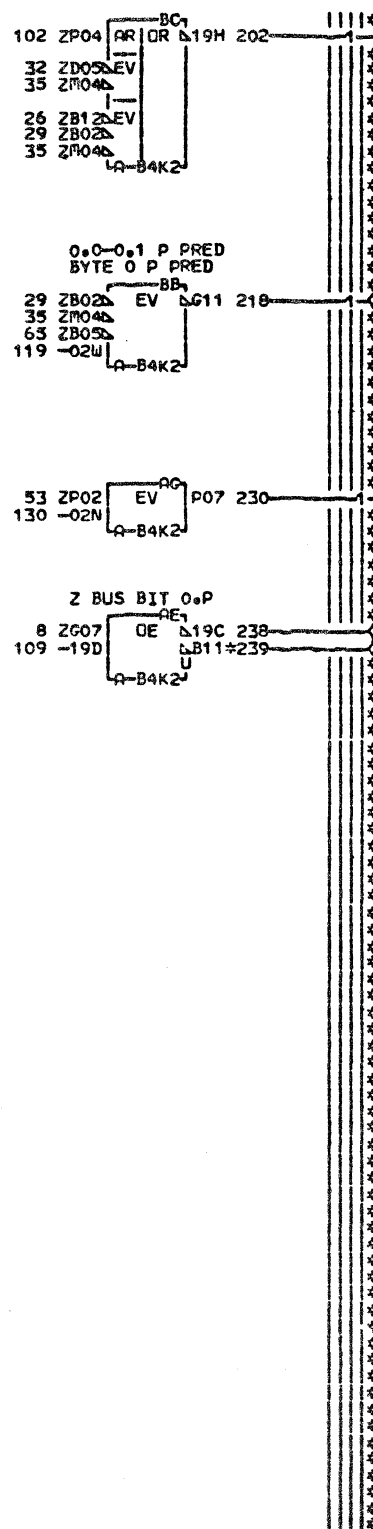 BC
102 ZP04 AR OR 19H 202
32 ZD05 EV
35 ZM04
26 ZB12 EV
29 ZB02
35 ZM04
A-B4K2
0.0-0.1 P PRED
BYTE 0 P PRED
BB
29 ZB02 EV G11 218
35 ZM04
63 ZB05
119 -02W
A-B4K2
AG
53 ZP02 EV P07 230
130 -02N
A-B4K2
Z BUS BIT 0.P
AE
8 ZG07 OE 19C 238
109 -19D B11*239
U
A-B4K2